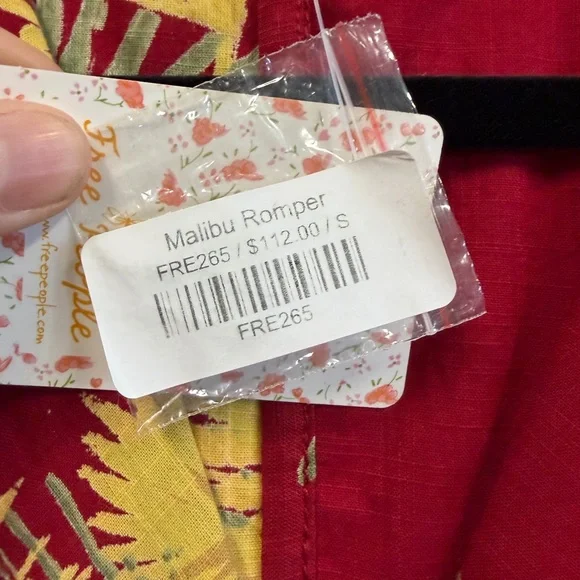 Free People
www.freepeople.com
Malibu Romper
FRE265 / $112.00 / S
FRE265